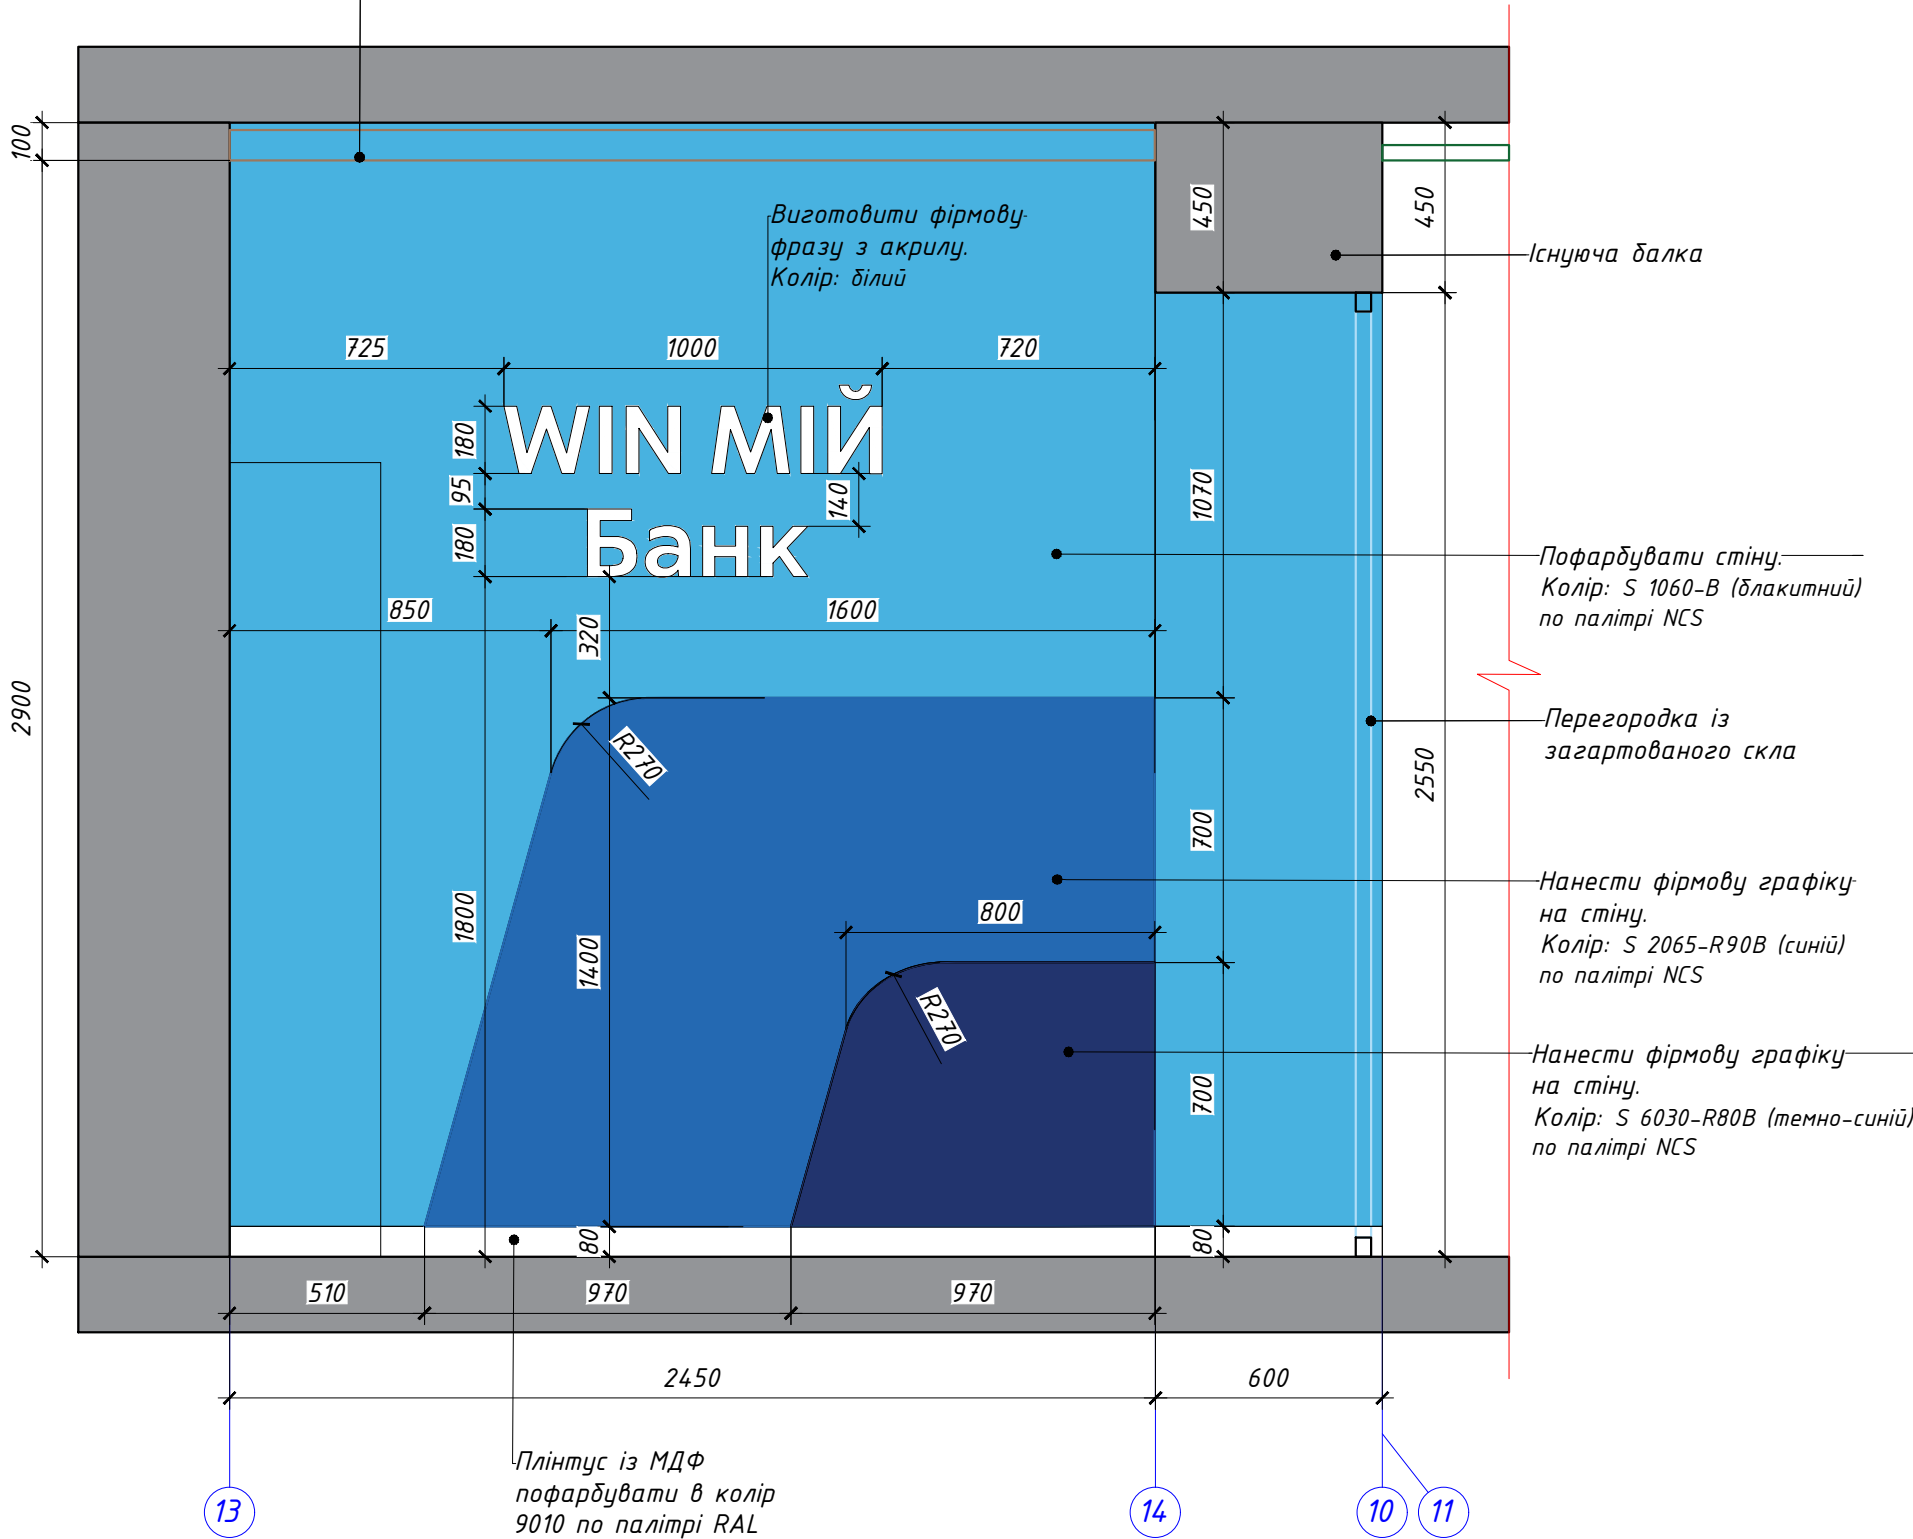 100
450
450
Виготовити фірмову
фразу з акрилу.
Колір: білий
Існуюча балка
725
1000
720
WIN МІЙ
180
95
140
1070
Банк
180
Пофарбувати стіну.
Колір: S 1060-B (блакитний)
по палітрі NCS
850
1600
320
2900
R270
Перегородка із
загартованого скла
2550
700
Нанести фірмову графіку
на стіну.
Колір: S 2065-R90B (синій)
по палітрі NCS
800
1800
1400
R270
Нанести фірмову графіку
на стіну.
Колір: S 6030-R80B (темно-синій)
по палітрі NCS
700
80
80
510
970
970
2450
600
Плінтус із МДФ
пофарбувати в колір
9010 по палітрі RAL
13
14
10
11